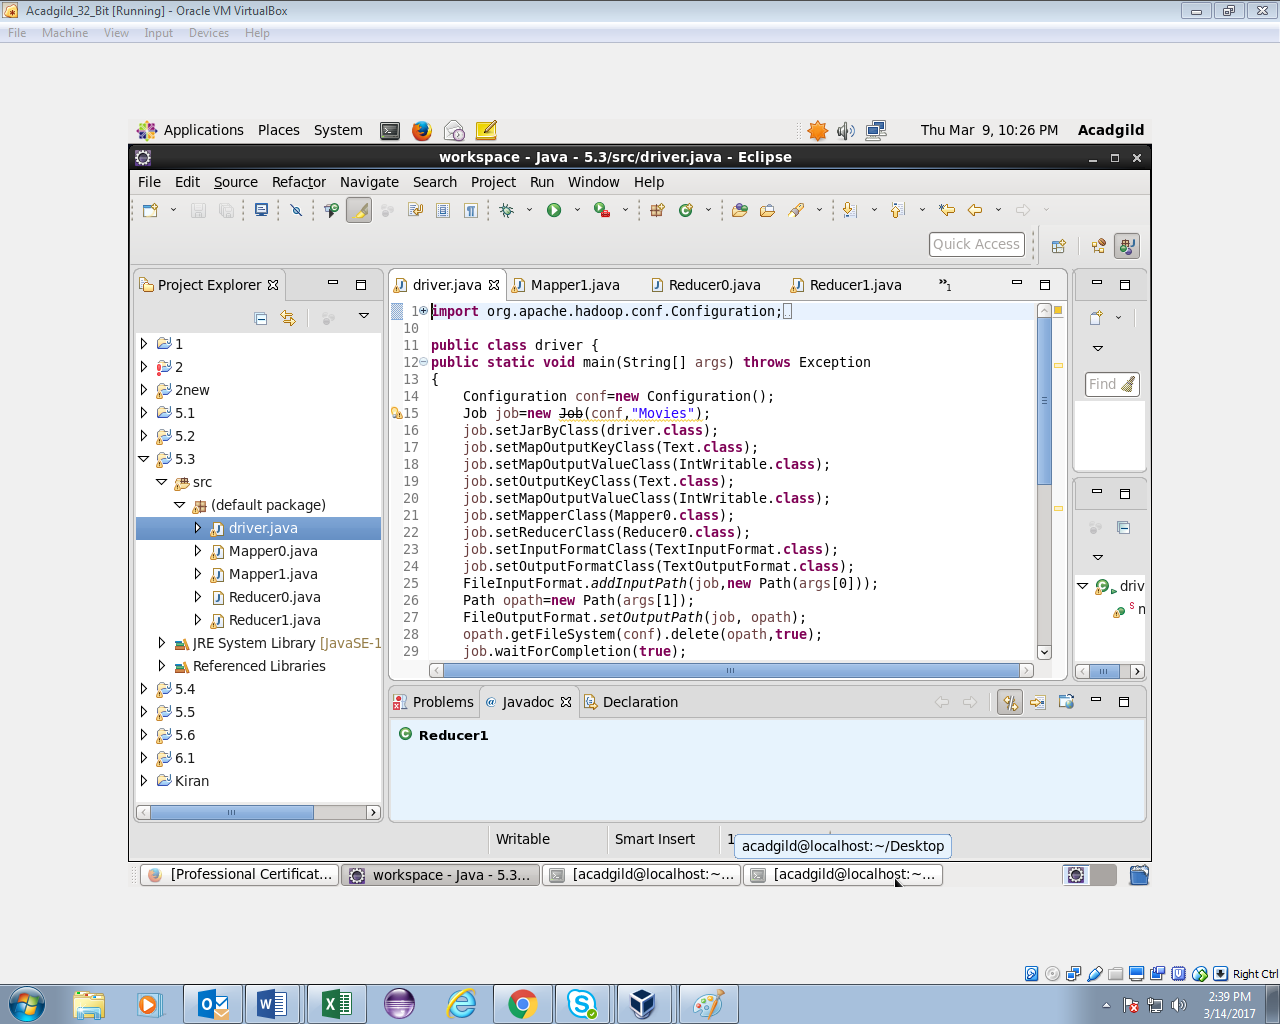 Acadgild_32_Bit [Running] - Oracle VM VirtualBox
File Machine View Input Devices Help
Applications Places System Thu Mar 9, 10:26 PM Acadgild
workspace - Java - 5.3/src/driver.java - Eclipse
File Edit Source Refactor Navigate Search Project Run Window Help
Quick Access
Project Explorer
1
2
2new
5.1
5.2
5.3
src
(default package)
driver.java
Mapper0.java
Mapper1.java
Reducer0.java
Reducer1.java
JRE System Library [JavaSE-1
Referenced Libraries
5.4
5.5
5.6
6.1
Kiran
driver.java Mapper1.java Reducer0.java Reducer1.java »1
1 import org.apache.hadoop.conf.Configuration;
10
11 public class driver {
12 public static void main(String[] args) throws Exception
13 {
14 Configuration conf=new Configuration();
15 Job job=new Job(conf,"Movies");
16 job.setJarByClass(driver.class);
17 job.setMapOutputKeyClass(Text.class);
18 job.setMapOutputValueClass(IntWritable.class);
19 job.setOutputKeyClass(Text.class);
20 job.setMapOutputValueClass(IntWritable.class);
21 job.setMapperClass(Mapper0.class);
22 job.setReducerClass(Reducer0.class);
23 job.setInputFormatClass(TextInputFormat.class);
24 job.setOutputFormatClass(TextOutputFormat.class);
25 FileInputFormat.addInputPath(job,new Path(args[0]));
26 Path opath=new Path(args[1]);
27 FileOutputFormat.setOutputPath(job, opath);
28 opath.getFileSystem(conf).delete(opath,true);
29 job.waitForCompletion(true);
Find
driv
Problems Javadoc Declaration
Reducer1
Writable Smart Insert 1
acadgild@localhost:~/Desktop
[Professional Certificat... workspace - Java - 5.3... [acadgild@localhost:~... [acadgild@localhost:~...
Right Ctrl
2:39 PM
3/14/2017